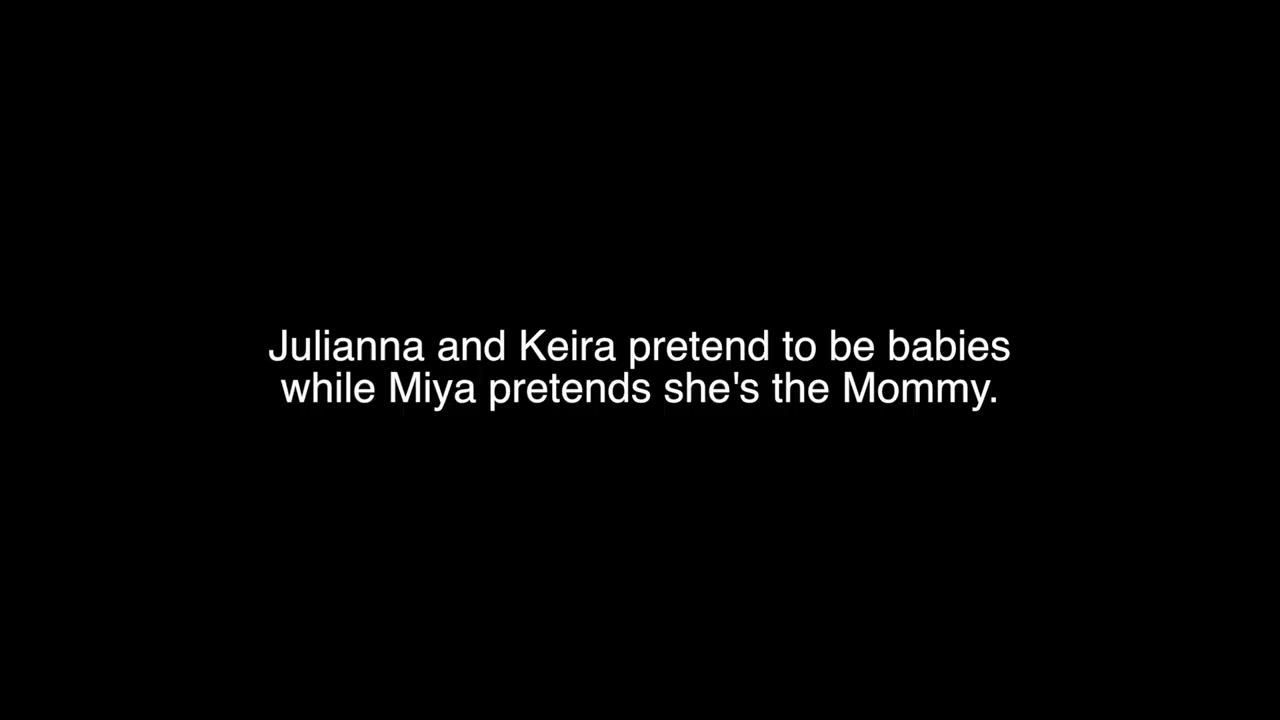 Julianna and Keira pretend to be babies
while Miya pretends she's the Mommy.